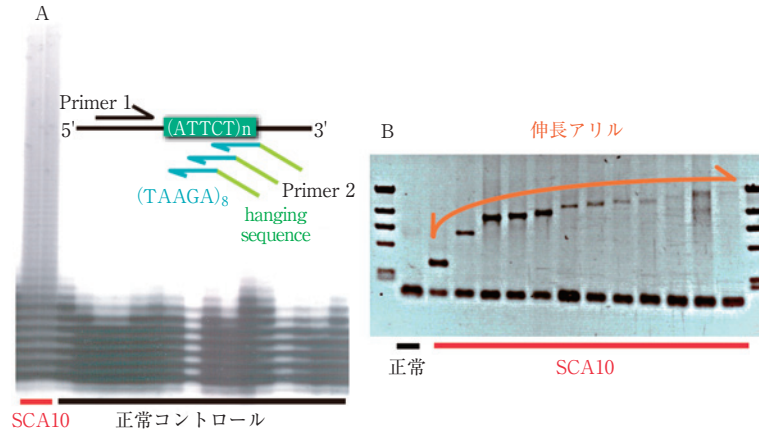 A
Primer 1
5'
(ATTCT)n
3'
(TAAGA)8
Primer 2
hanging
sequence
SCA10
正常コントロール
B
伸長アリル
正常
SCA10